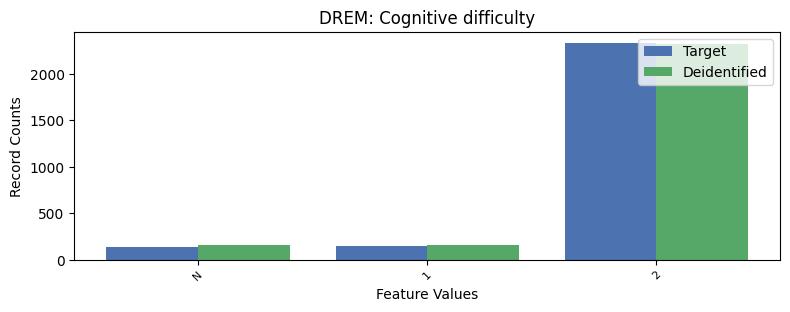 DREM: Cognitive difficulty
Target
Deidentified
Record Counts
2000
1500
1000
500
0
N
1
2
Feature Values